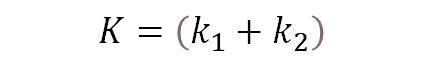 K = (k₁ + k₂)